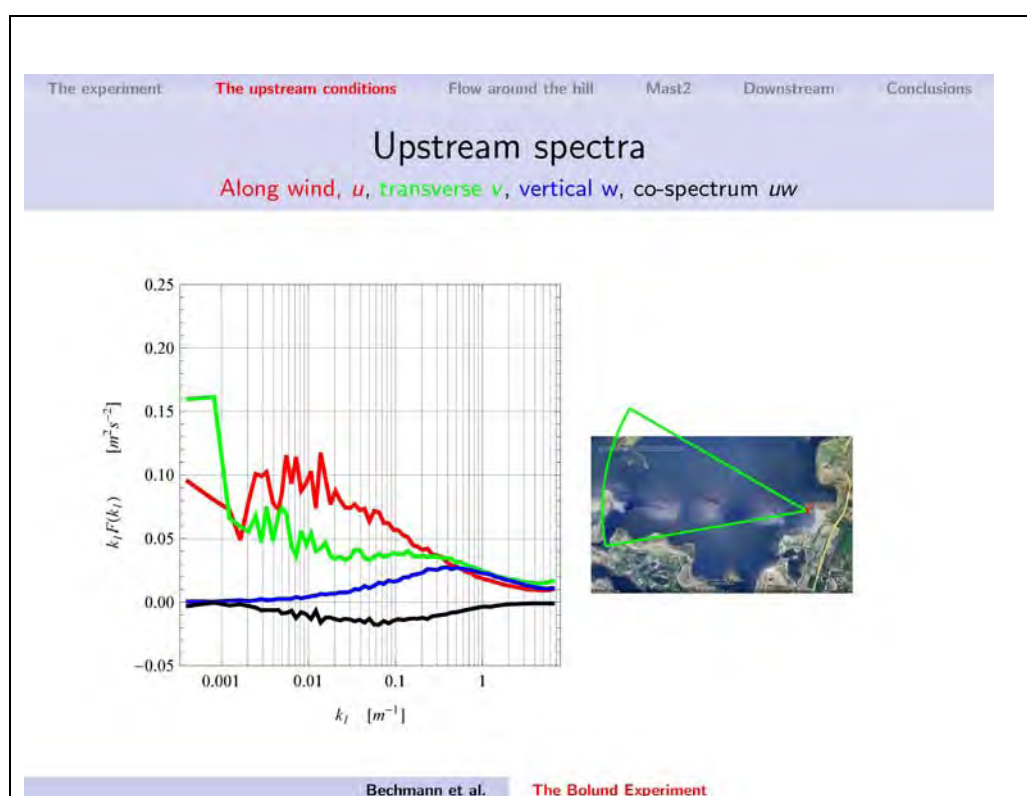 The experiment The upstream conditions Flow around the hill Mast2 Downstream Conclusions
Upstream spectra
Along wind, u, transverse v, vertical w, co-spectrum uw
0.25
0.20
0.15
0.10
0.05
0.00
−0.05
k₁F(k₁) [m²s⁻²]
0.001 0.01 0.1 1
k₁ [m⁻¹]
Bechmann et al. The Bolund Experiment